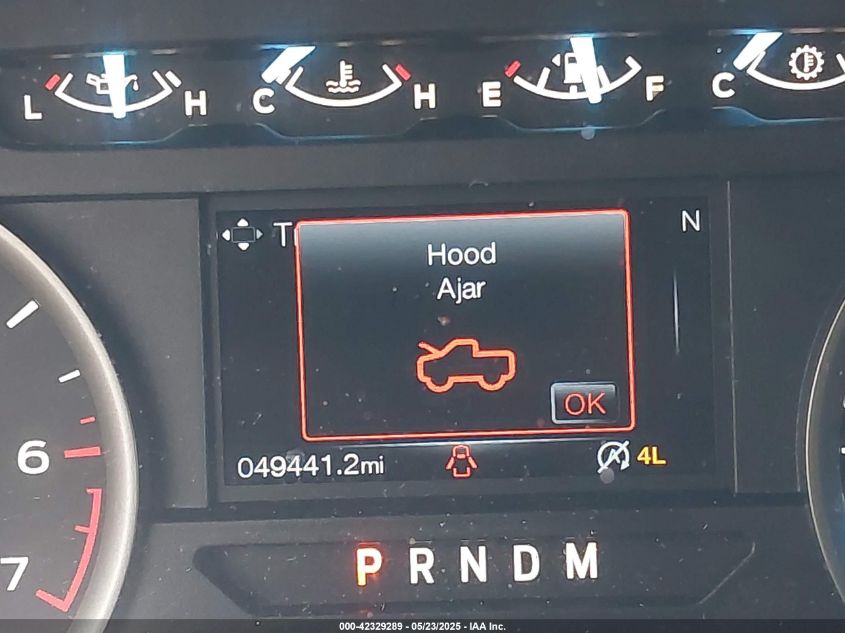 L H C H E F C
T N
Hood
Ajar
OK
049441.2mi 4L
6
7
P R N D M
000-42329289 - 05/23/2025 - IAA Inc.